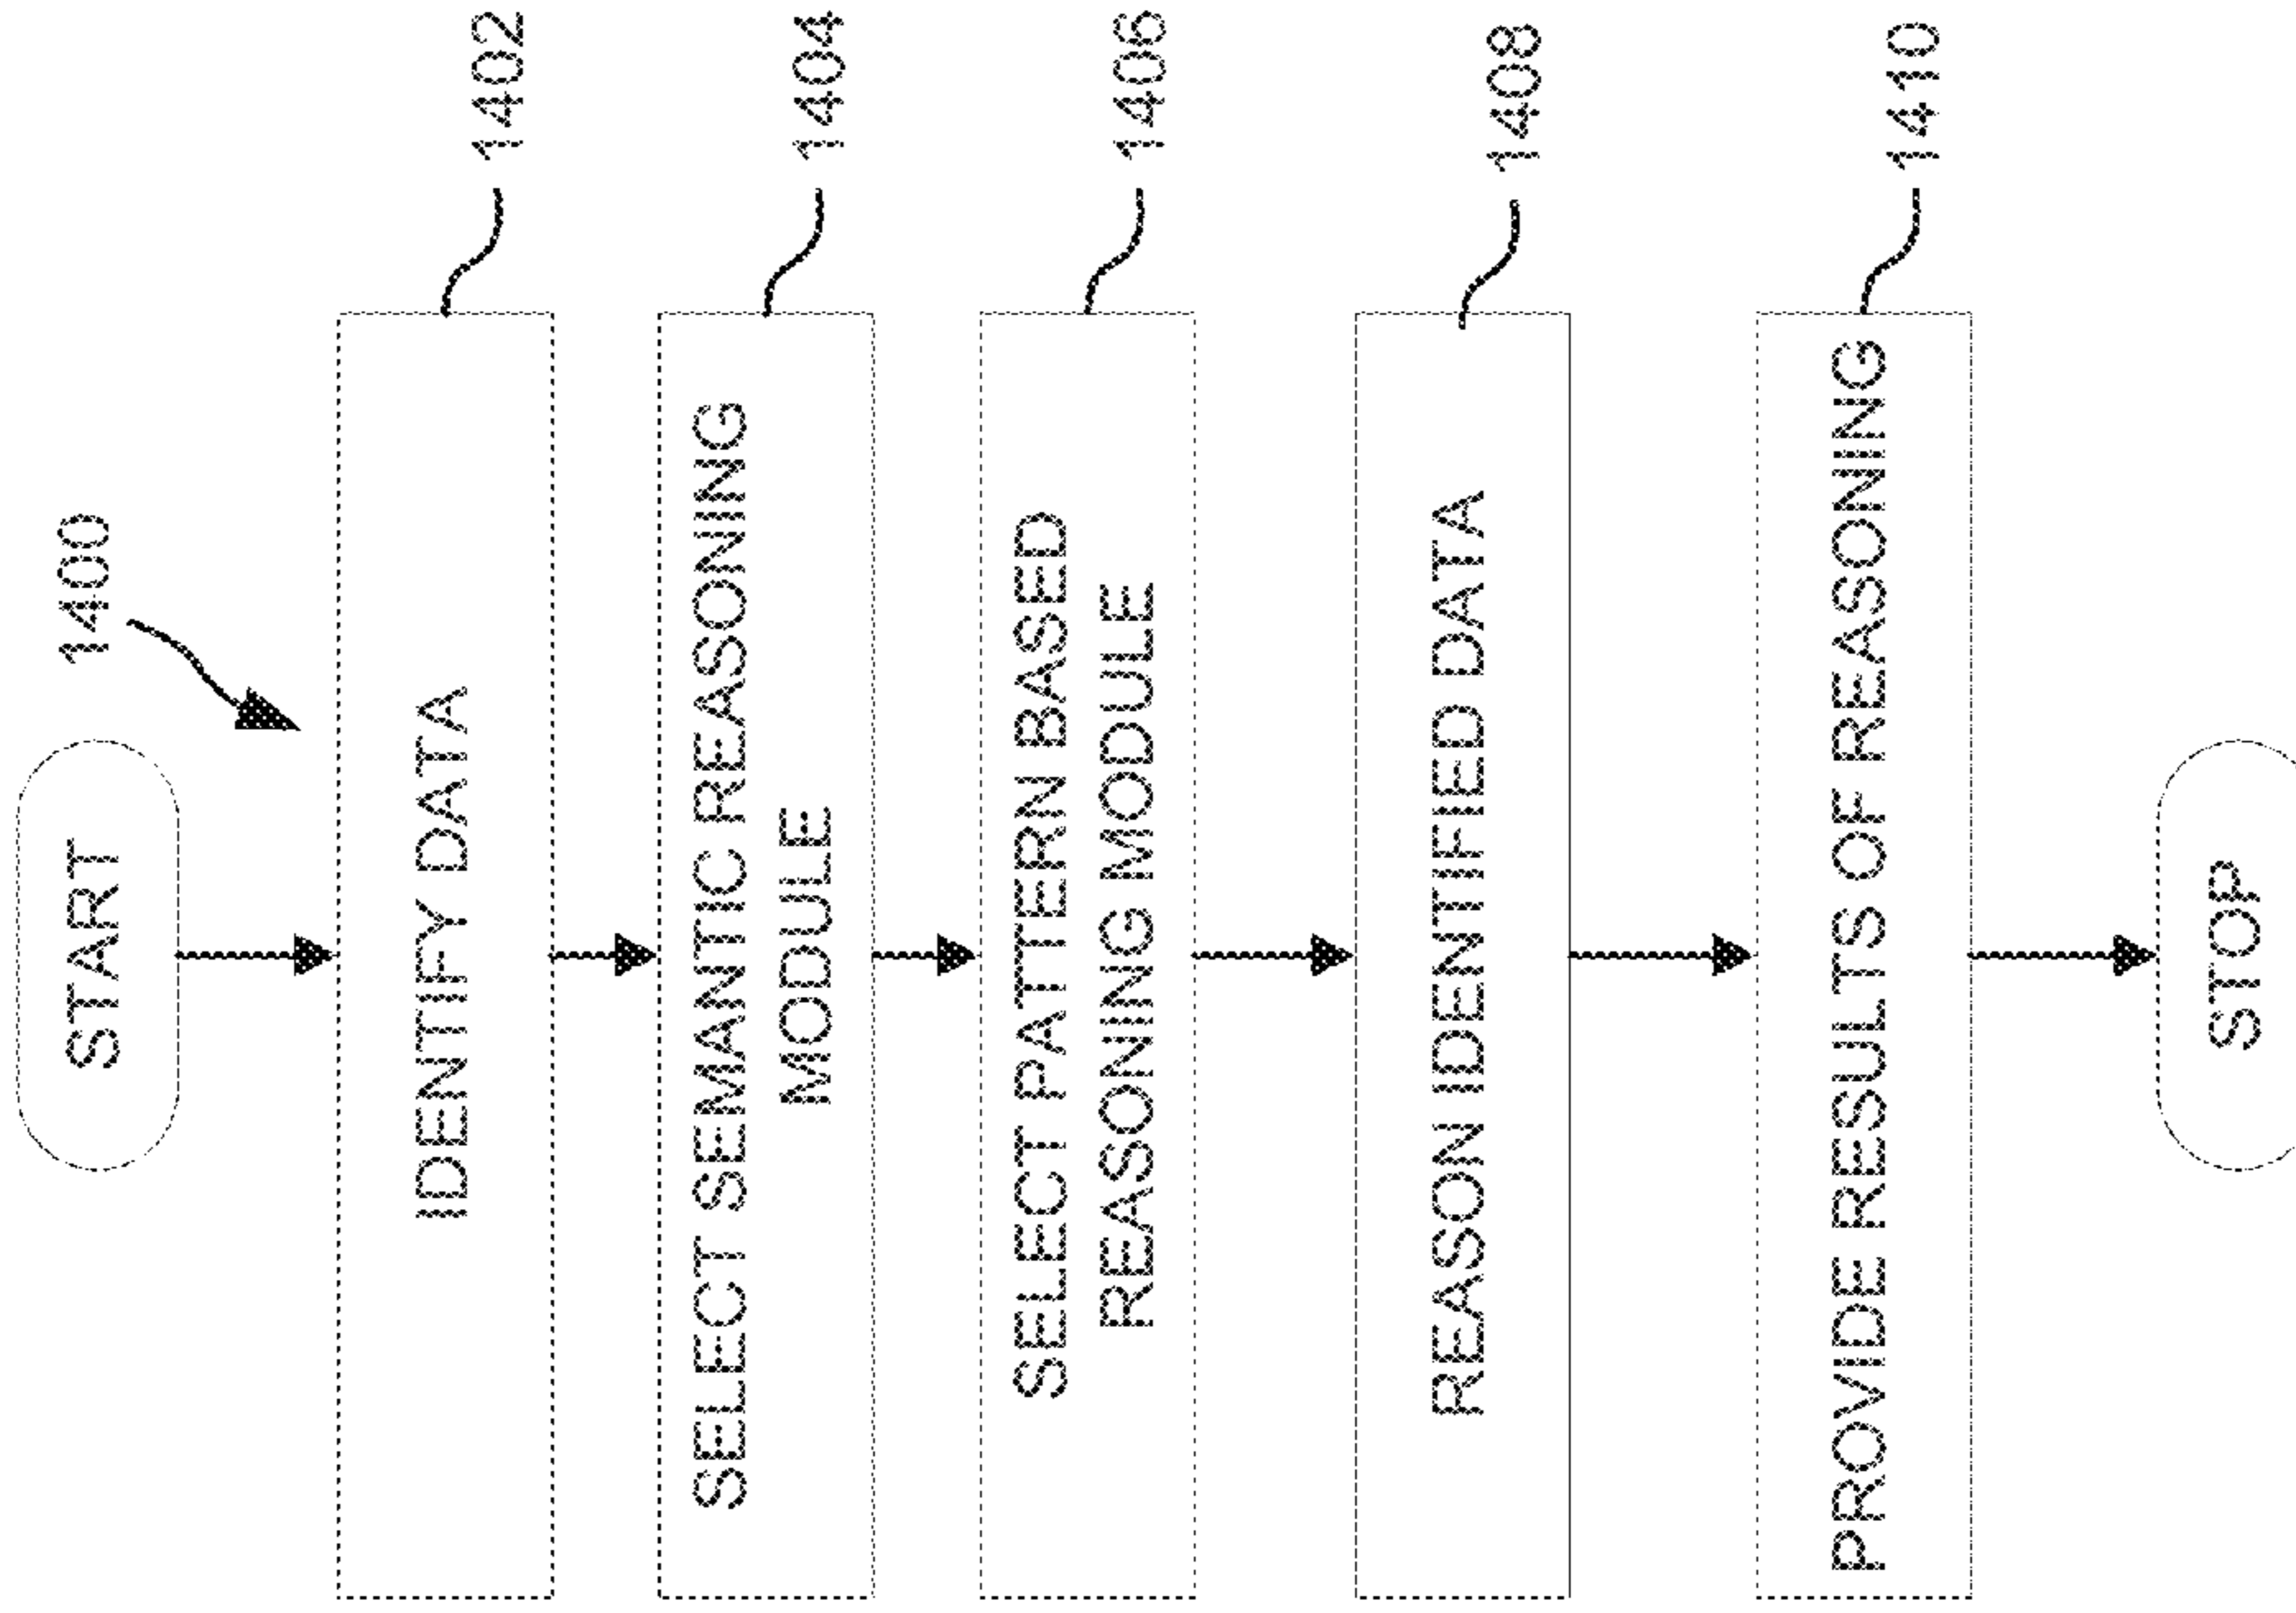 START
1400
IDENTIFY DATA
1402
SELECT SEMANTIC REASONING
MODULE
1404
SELECT PATTERN BASED
REASONING MODULE
1406
REASON IDENTIFIED DATA
1408
PROVIDE RESULTS OF REASONING
1410
STOP